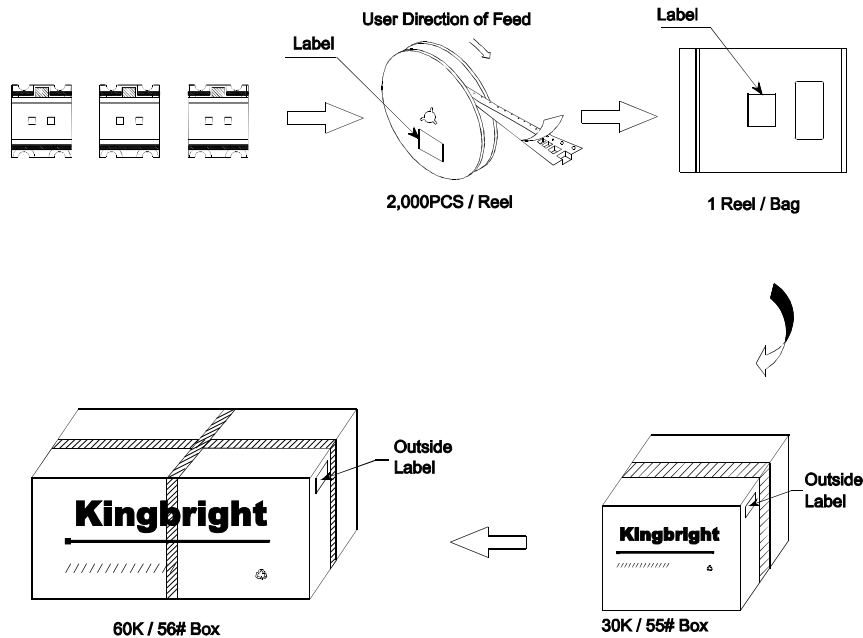 User Direction of Feed
Label
2,000PCS / Reel
Label
1 Reel / Bag
Outside
Label
Kingbright
60K / 56# Box
Outside
Label
Kingbright
30K / 55# Box